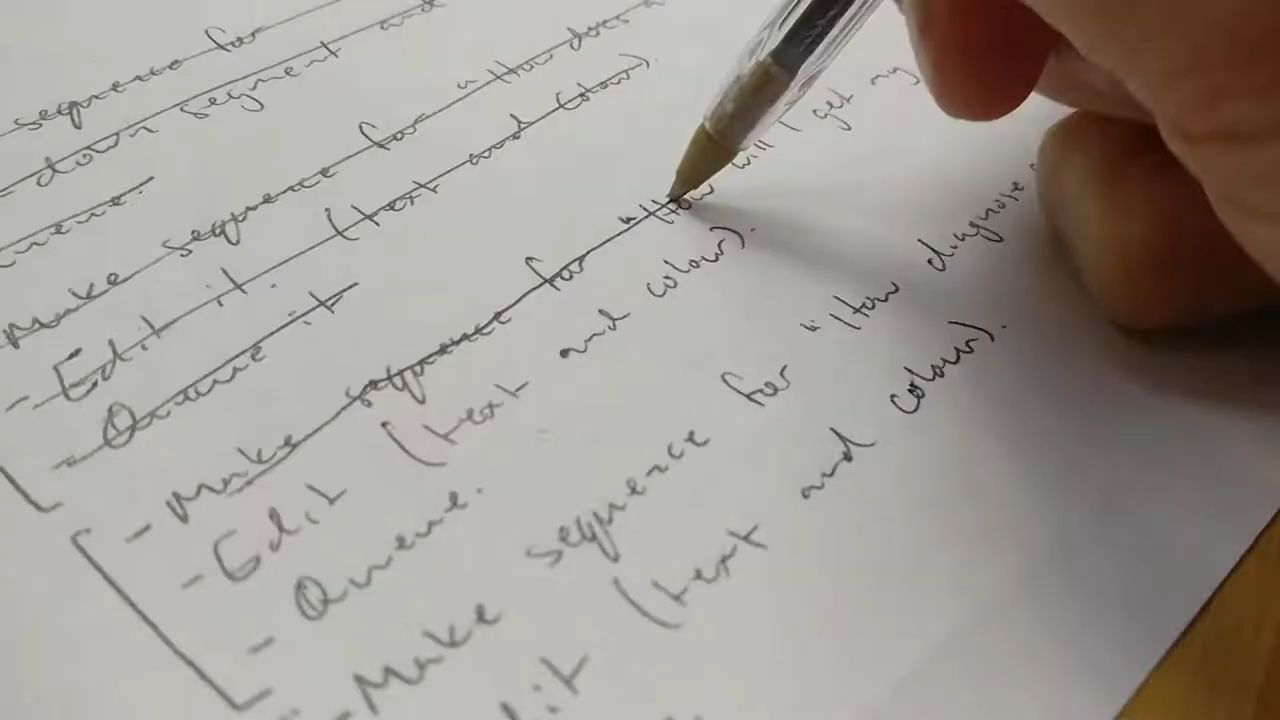 sequence for
- down segment and
Queue.
Make sequence for "How does a
- Edit it. (text and colour).
- Queue it
- Make sequence for "How will I get my
- Edit (text and colour).
- Queue.
- Make sequence for "How diagnose
Edit (text and colour).